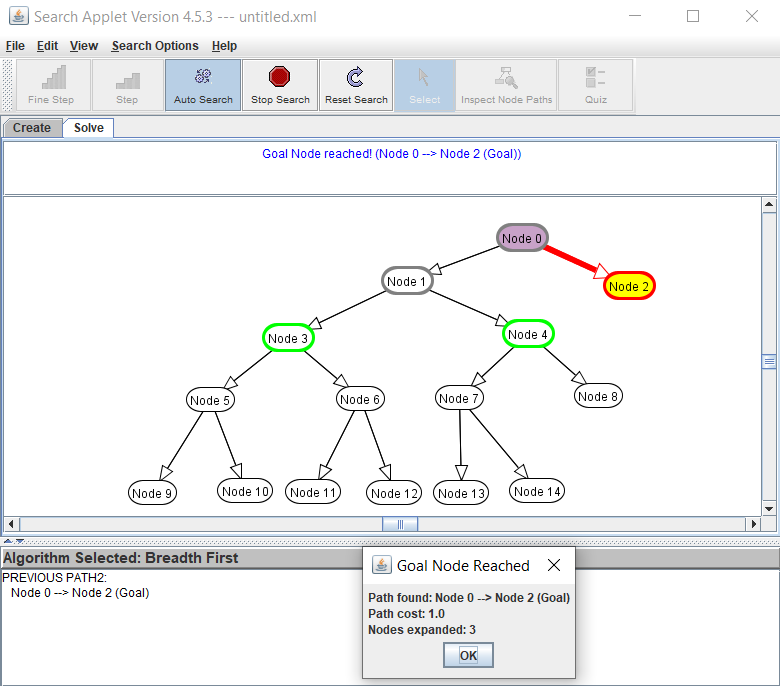 Search Applet Version 4.5.3 --- untitled.xml
File Edit View Search Options Help
Fine Step Step Auto Search Stop Search Reset Search Select Inspect Node Paths Quiz
Create Solve
Goal Node reached! (Node 0 --> Node 2 (Goal))
Node 0
Node 1
Node 2
Node 3
Node 4
Node 5
Node 6
Node 7
Node 8
Node 9
Node 10
Node 11
Node 12
Node 13
Node 14
Algorithm Selected: Breadth First
PREVIOUS PATH2:
Node 0 --> Node 2 (Goal)
Goal Node Reached
Path found: Node 0 --> Node 2 (Goal)
Path cost: 1.0
Nodes expanded: 3
OK